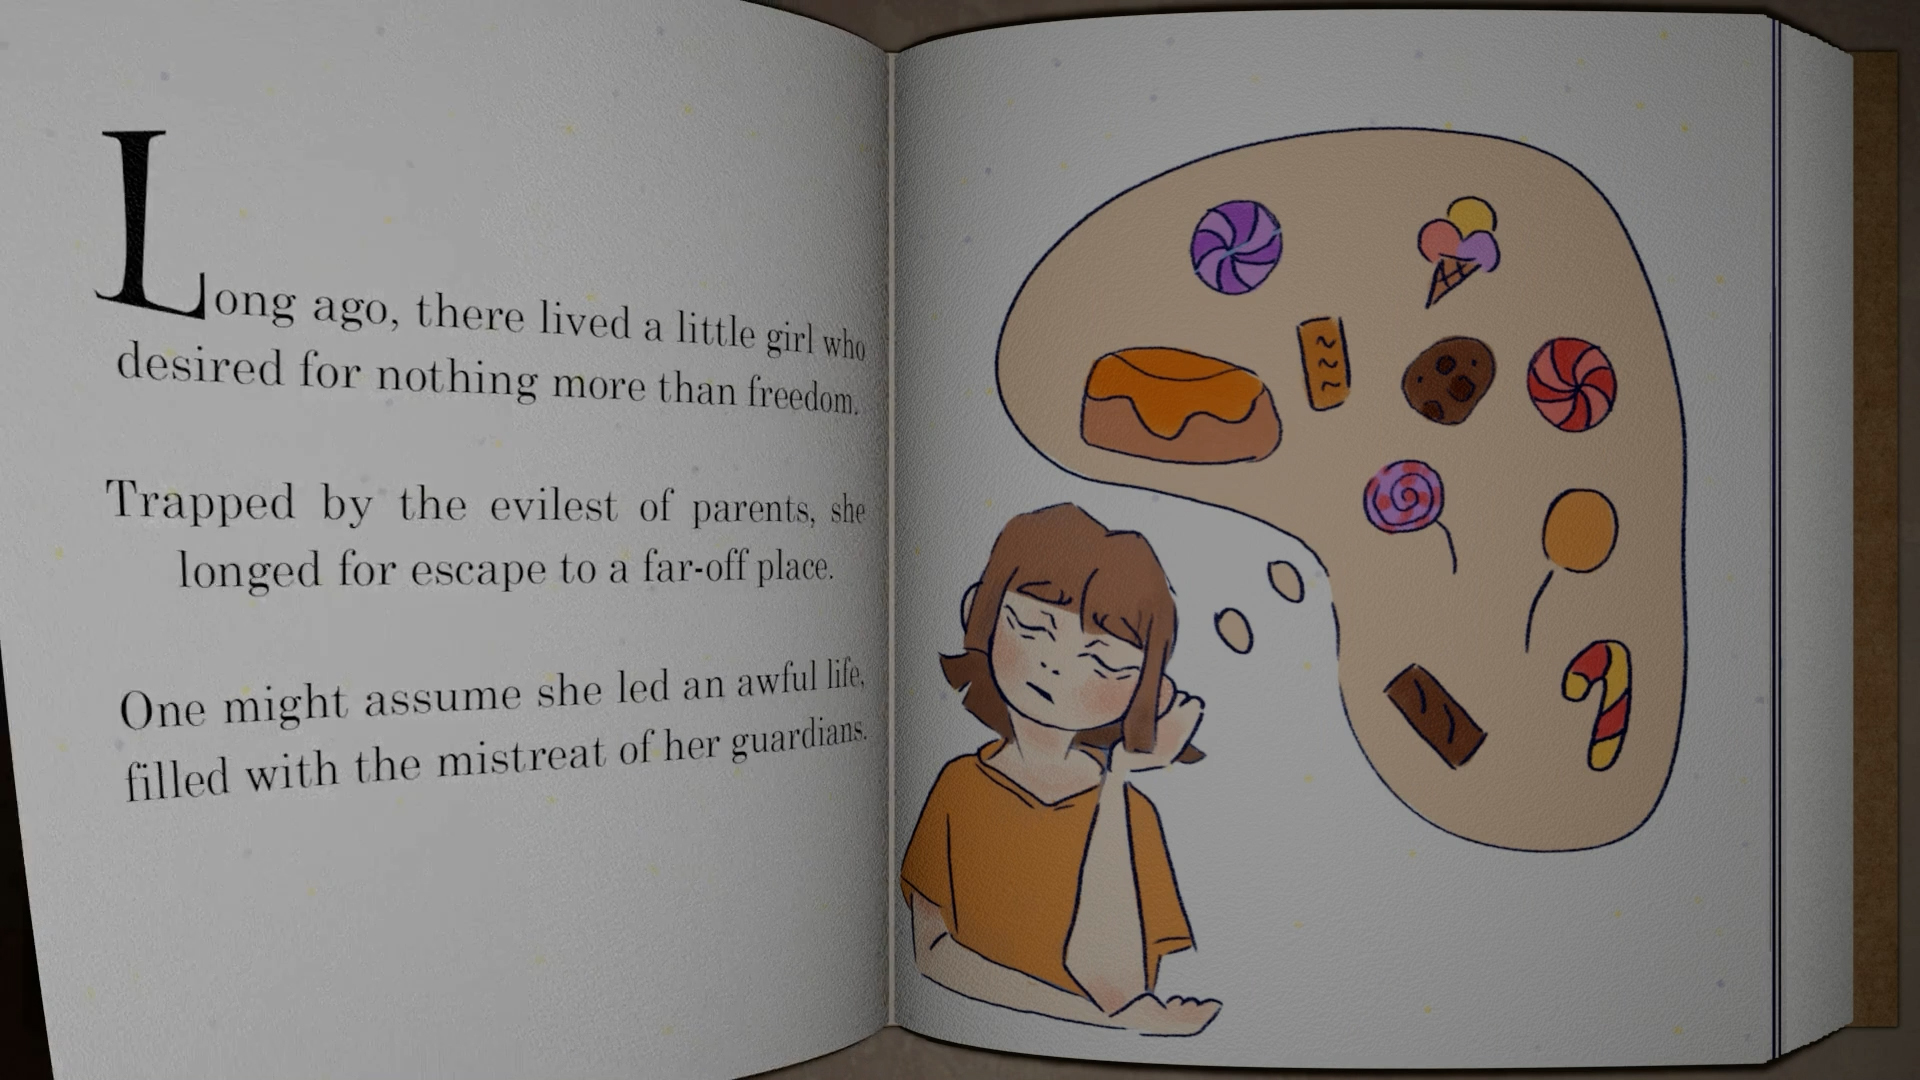 Long ago, there lived a little girl who
desired for nothing more than freedom.
Trapped by the evilest of parents, she
longed for escape to a far-off place.
One might assume she led an awful life,
filled with the mistreat of her guardians.